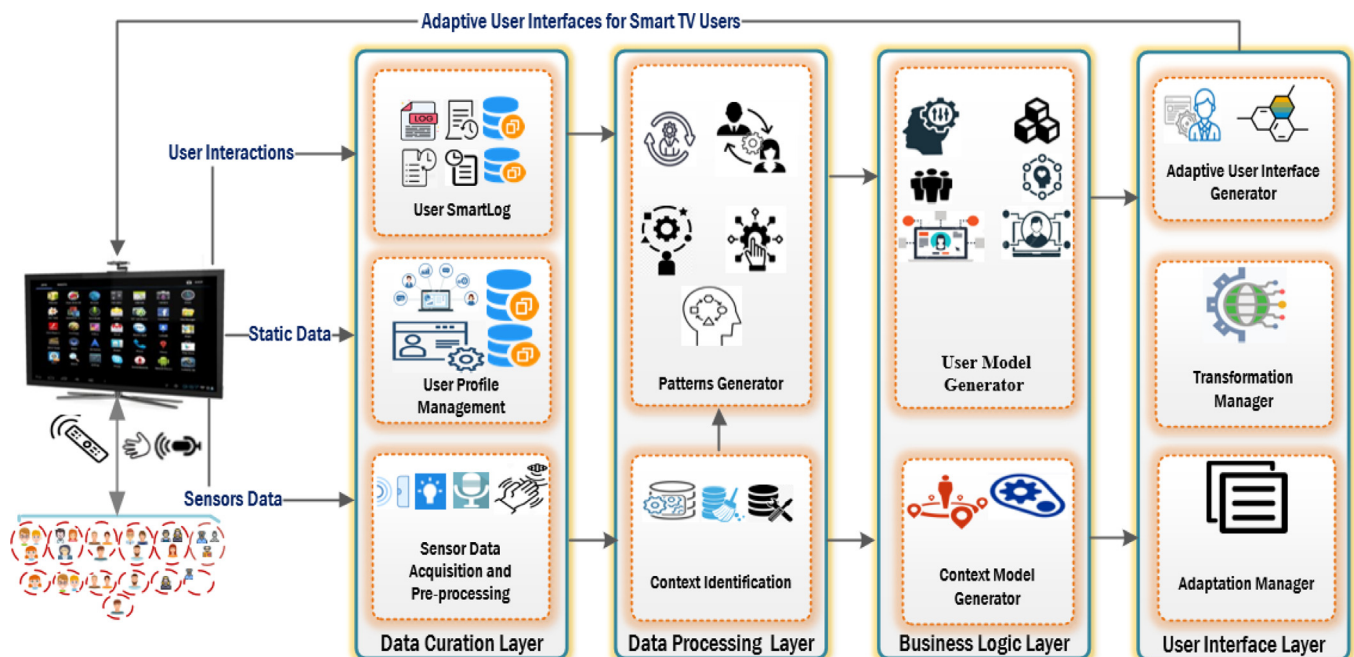 Adaptive User Interfaces for Smart TV Users
User Interactions
Static Data
Sensors Data
LOG
User SmartLog
User Profile
Management
Sensor Data
Acquisition and
Pre-processing
Data Curation Layer
Patterns Generator
Context Identification
Data Processing Layer
User Model
Generator
Context Model
Generator
Business Logic Layer
Adaptive User Interface
Generator
Transformation
Manager
Adaptation Manager
User Interface Layer